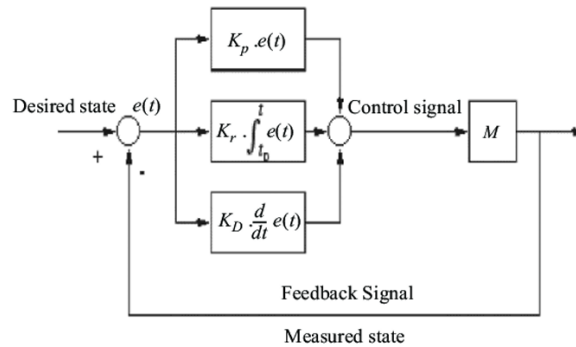 K_p .e(t)
Desired state e(t)
K_r . ∫_{t_0}^{t} e(t)
Control signal
M
+
-
K_D . d/dt e(t)
Feedback Signal
Measured state